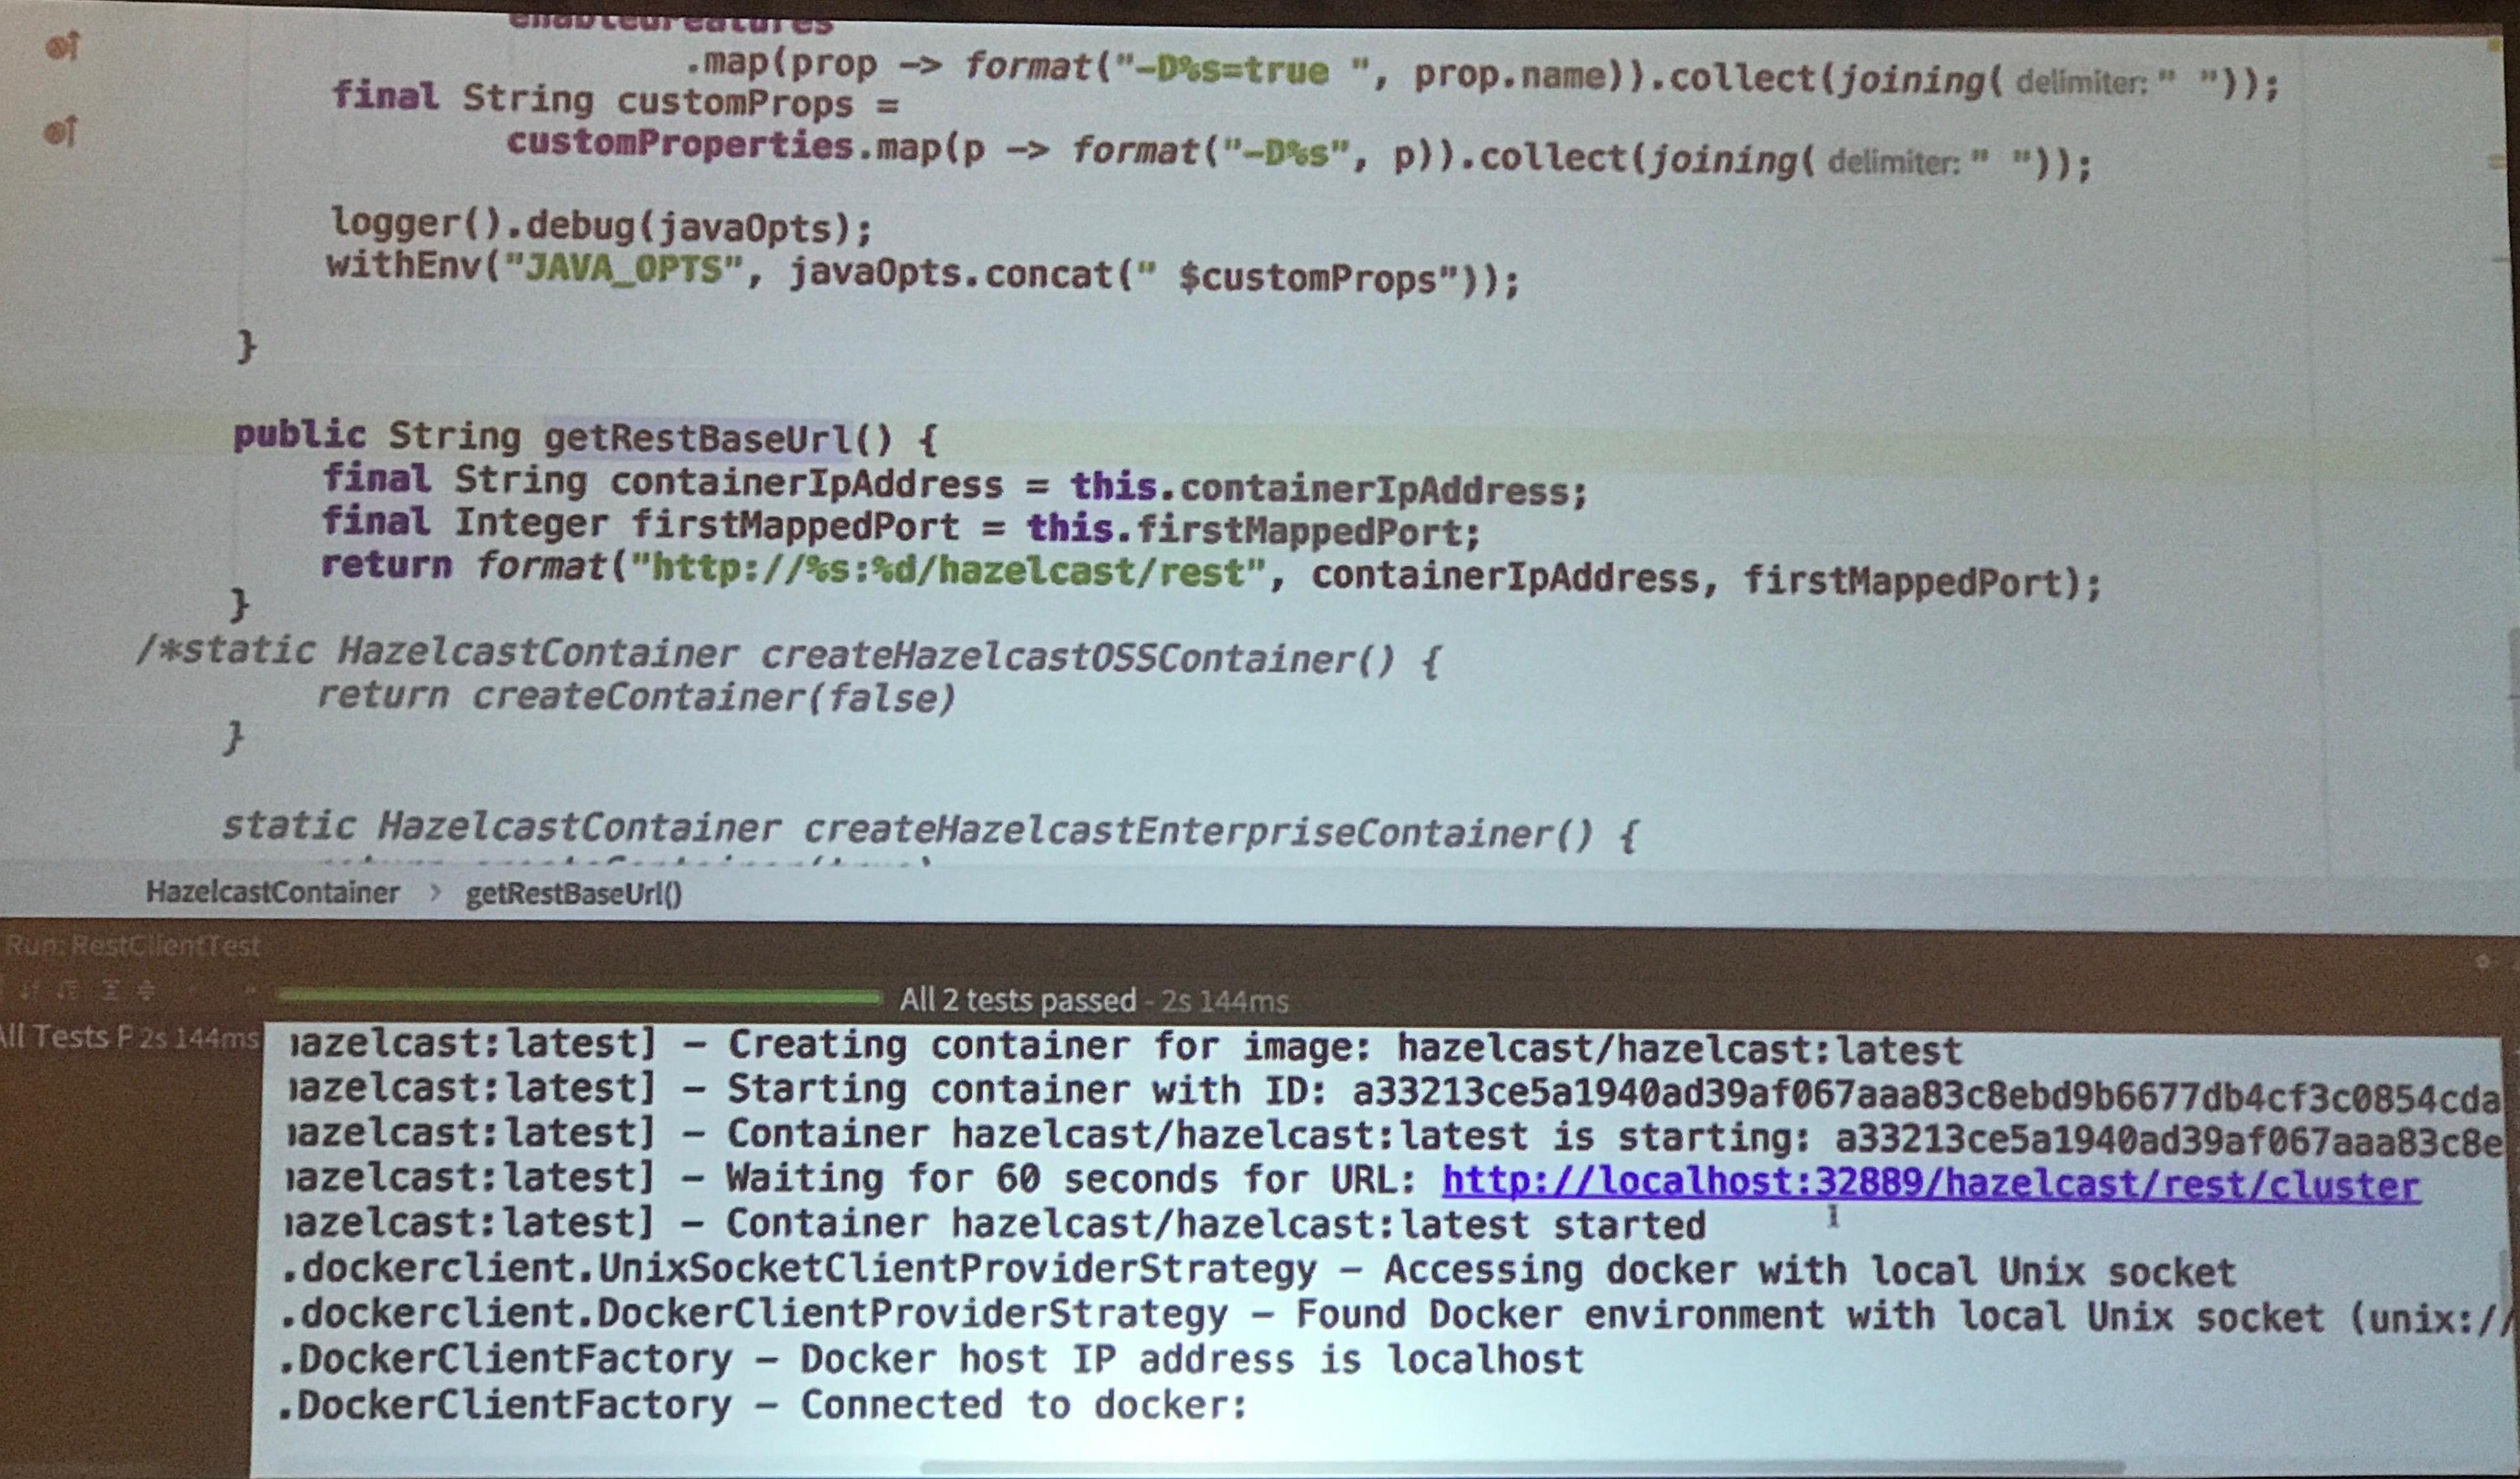 enabledFeatures
.map(prop -> format("-D%s=true ", prop.name)).collect(joining( delimiter: " "));
final String customProps =
customProperties.map(p -> format("-D%s", p)).collect(joining( delimiter: " "));
logger().debug(javaOpts);
withEnv("JAVA_OPTS", javaOpts.concat(" $customProps"));
}
public String getRestBaseUrl() {
final String containerIpAddress = this.containerIpAddress;
final Integer firstMappedPort = this.firstMappedPort;
return format("http://%s:%d/hazelcast/rest", containerIpAddress, firstMappedPort);
}
/*static HazelcastContainer createHazelcastOSSContainer() {
return createContainer(false)
}
static HazelcastContainer createHazelcastEnterpriseContainer() {
HazelcastContainer > getRestBaseUrl()
Run: RestClientTest
All 2 tests passed - 2s 144ms
All Tests P 2s 144ms
azelcast:latest] - Creating container for image: hazelcast/hazelcast:latest
azelcast:latest] - Starting container with ID: a33213ce5a1940ad39af067aaa83c8ebd9b6677db4cf3c0854cda
azelcast:latest] - Container hazelcast/hazelcast:latest is starting: a33213ce5a1940ad39af067aaa83c8e
azelcast:latest] - Waiting for 60 seconds for URL: http://localhost:32889/hazelcast/rest/cluster
azelcast:latest] - Container hazelcast/hazelcast:latest started
.dockerclient.UnixSocketClientProviderStrategy - Accessing docker with local Unix socket
.dockerclient.DockerClientProviderStrategy - Found Docker environment with local Unix socket (unix://
.DockerClientFactory - Docker host IP address is localhost
.DockerClientFactory - Connected to docker: